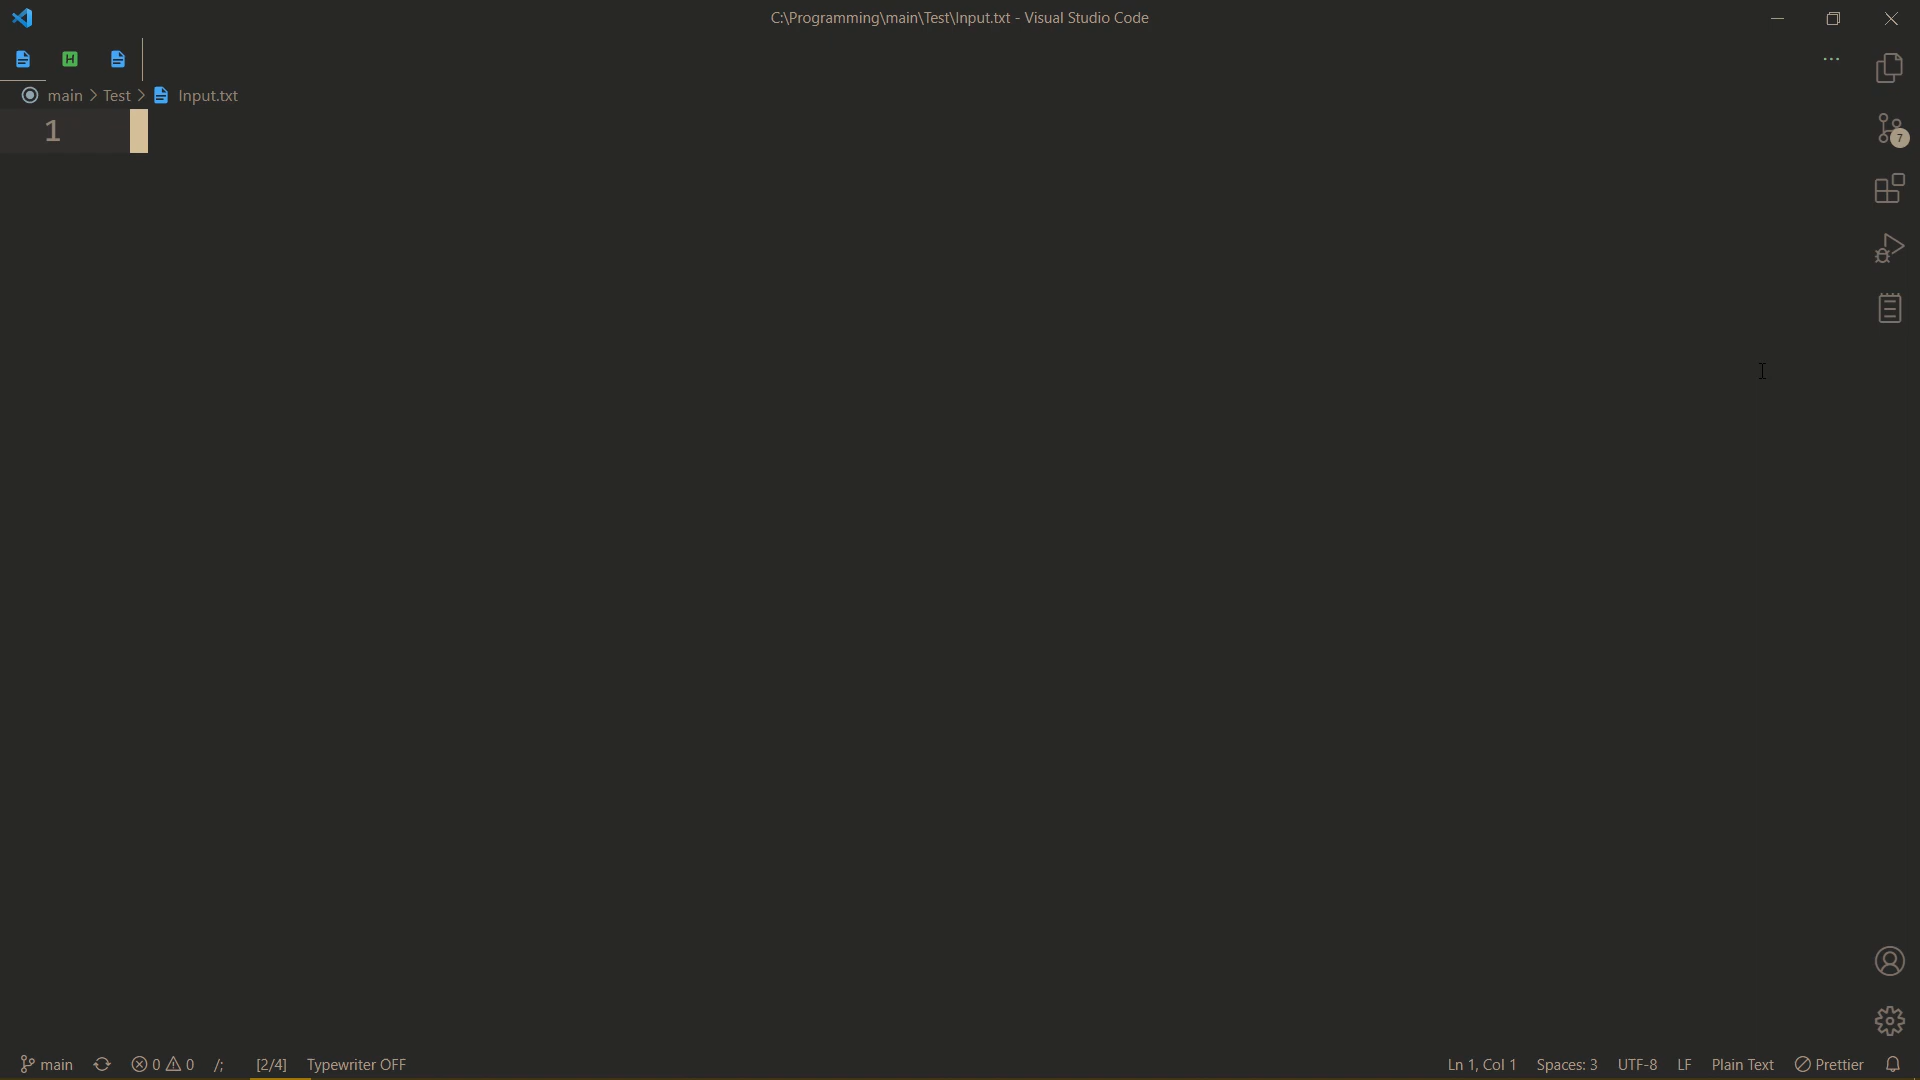 C:\Programming\main\Test\Input.txt - Visual Studio Code
H
main > Test > Input.txt
1
7
main 0 0 /; [2/4] Typewriter OFF Ln 1, Col 1 Spaces: 3 UTF-8 LF Plain Text Prettier